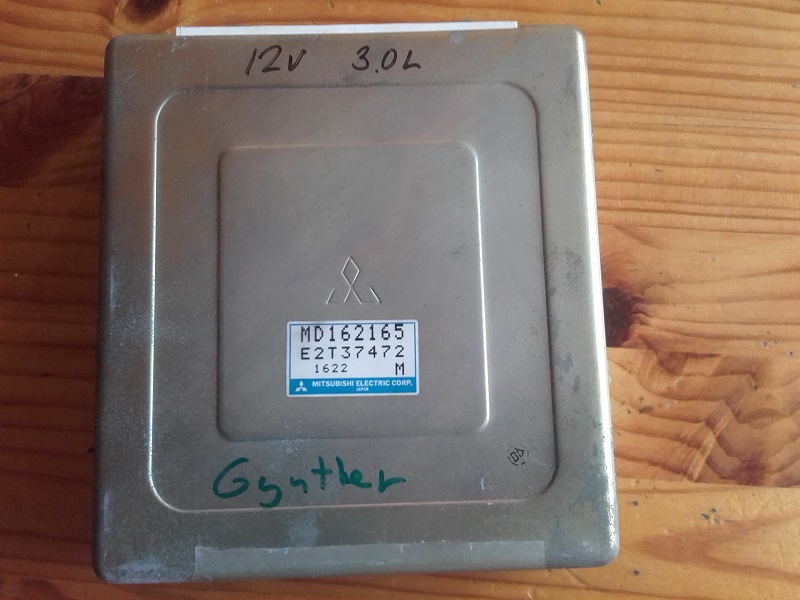 12V 3.0L
MD162165
E2T37472
1622 M
MITSUBISHI ELECTRIC CORP.
JAPAN
Gynther